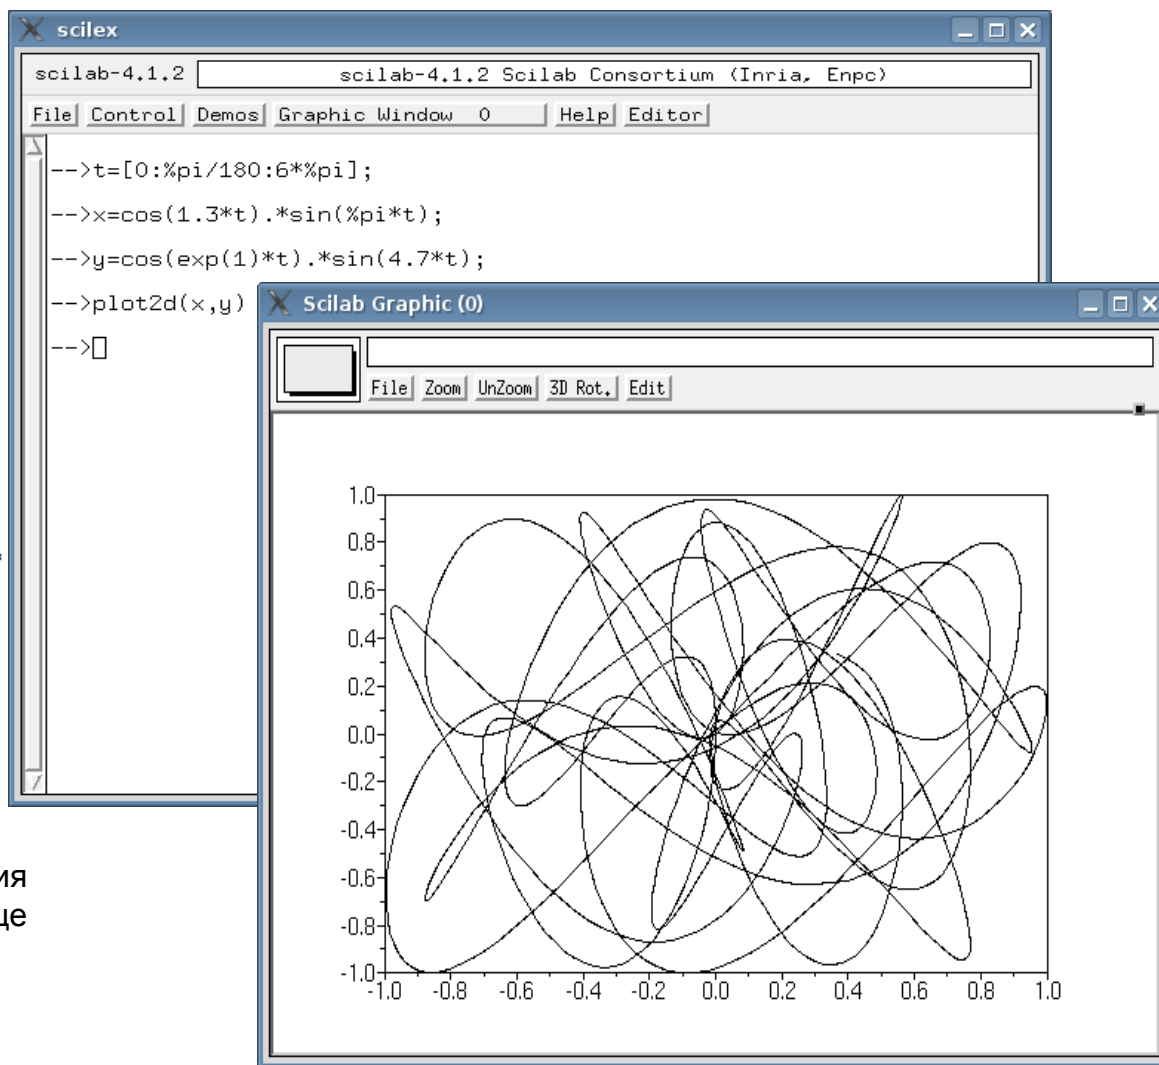 scilex
scilab-4.1.2
scilab-4.1.2 Scilab Consortium (Inria, Enpc)
File Control Demos Graphic Window 0 Help Editor
-->t=[0:%pi/180:6*%pi];
-->x=cos(1.3*t).*sin(%pi*t);
-->y=cos(exp(1)*t).*sin(4.7*t);
-->plot2d(x,y)
-->
Scilab Graphic (0)
File Zoom UnZoom 3D Rot. Edit
1.0
0.8
0.6
0.4
0.2
0.0
-0.2
-0.4
-0.6
-0.8
-1.0
-1.0 -0.8 -0.6 -0.4 -0.2 0.0 0.2 0.4 0.6 0.8 1.0